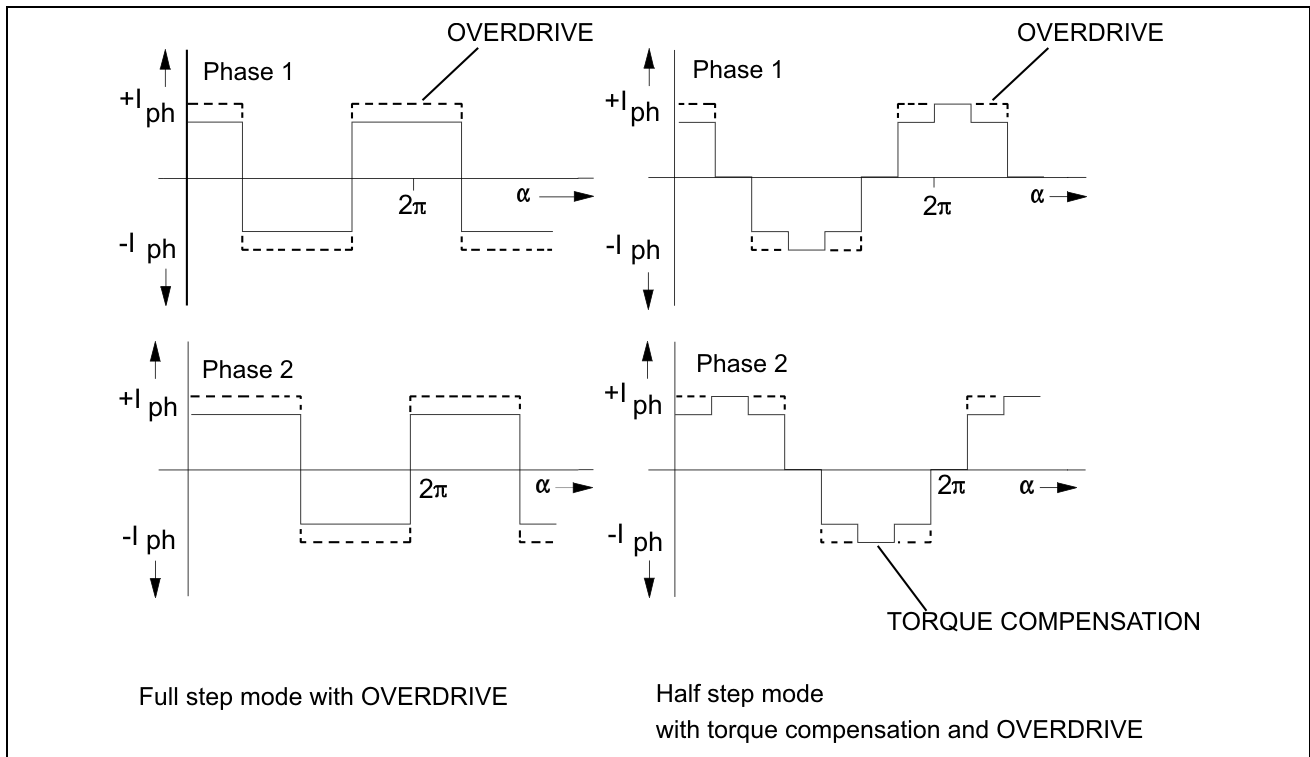 OVERDRIVE
Phase 1
+I ph
2π
α
-I ph
OVERDRIVE
Phase 1
+I ph
2π
α
-I ph
Phase 2
+I ph
2π
α
-I ph
Phase 2
+I ph
2π
α
-I ph
TORQUE COMPENSATION
Full step mode with OVERDRIVE
Half step mode
with torque compensation and OVERDRIVE